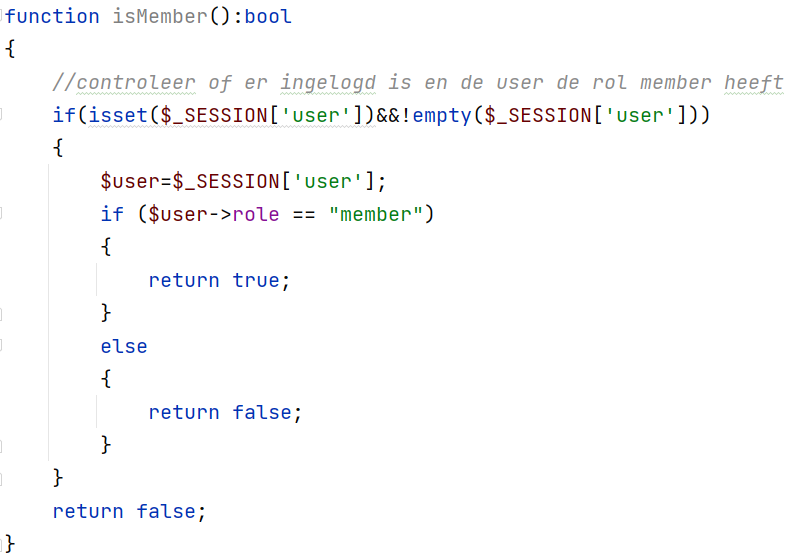 function isMember():bool
{
    //controleer of er ingelogd is en de user de rol member heeft
    if(isset($_SESSION['user'])&&!empty($_SESSION['user']))
    {
        $user=$_SESSION['user'];
        if ($user->role == "member")
        {
            return true;
        }
        else
        {
            return false;
        }
    }
    return false;
}